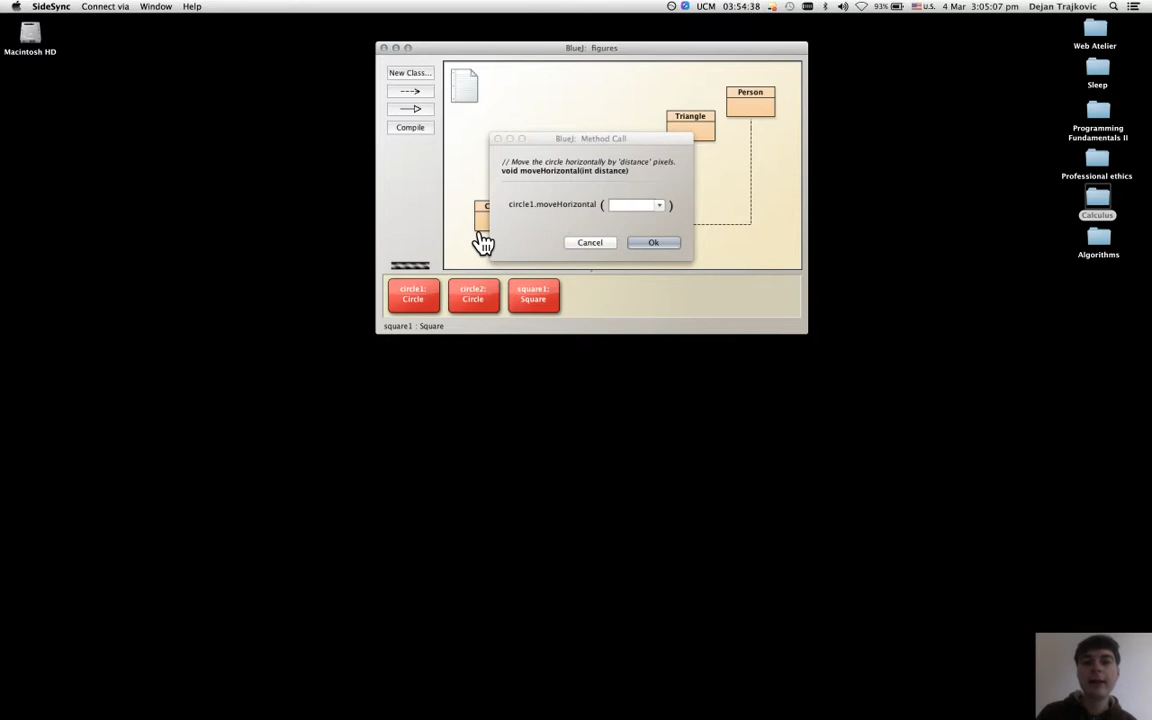 SideSync Connect via Window Help
UCM 03:54:38 93% U.S. 4 Mar 3:05:07 pm Dejan Trajkovic
Macintosh HD
Web Atelier
Sleep
Programming
Fundamentals II
Professional ethics
Calculus
Algorithms
BlueJ: figures
New Class...
Compile
Person
Triangle
BlueJ: Method Call
// Move the circle horizontally by 'distance' pixels.
void moveHorizontal(int distance)
circle1.moveHorizontal ( )
Cancel Ok
circle1:
Circle
circle2:
Circle
square1:
Square
square1 : Square